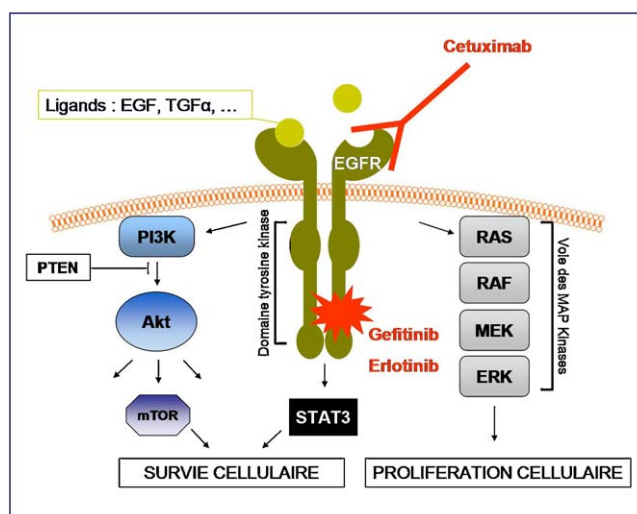 Cetuximab
Ligands : EGF, TGFα, ...
EGFR
PI3K
PTEN
Akt
mTOR
Domaine tyrosine kinase
Gefitinib
Erlotinib
STAT3
RAS
RAF
MEK
ERK
Voie des MAP Kinases
SURVIE CELLULAIRE
PROLIFERATION CELLULAIRE